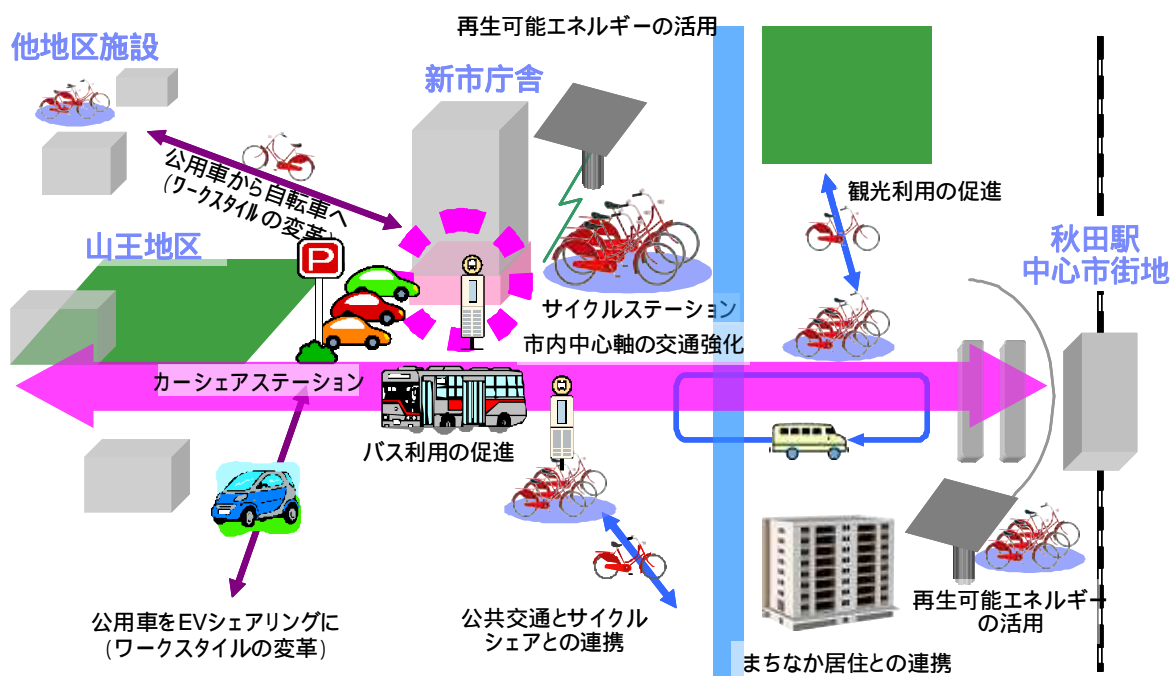 再生可能エネルギーの活用
他地区施設
新市庁舎
公用車から自転車へ
(ワークスタイルの変革)
観光利用の促進
山王地区
秋田駅
中心市街地
P
サイクルステーション
市内中心軸の交通強化
カーシェアステーション
バス利用の促進
公用車をEVシェアリングに
(ワークスタイルの変革)
公共交通とサイクル
シェアとの連携
再生可能エネルギー
の活用
まちなか居住との連携